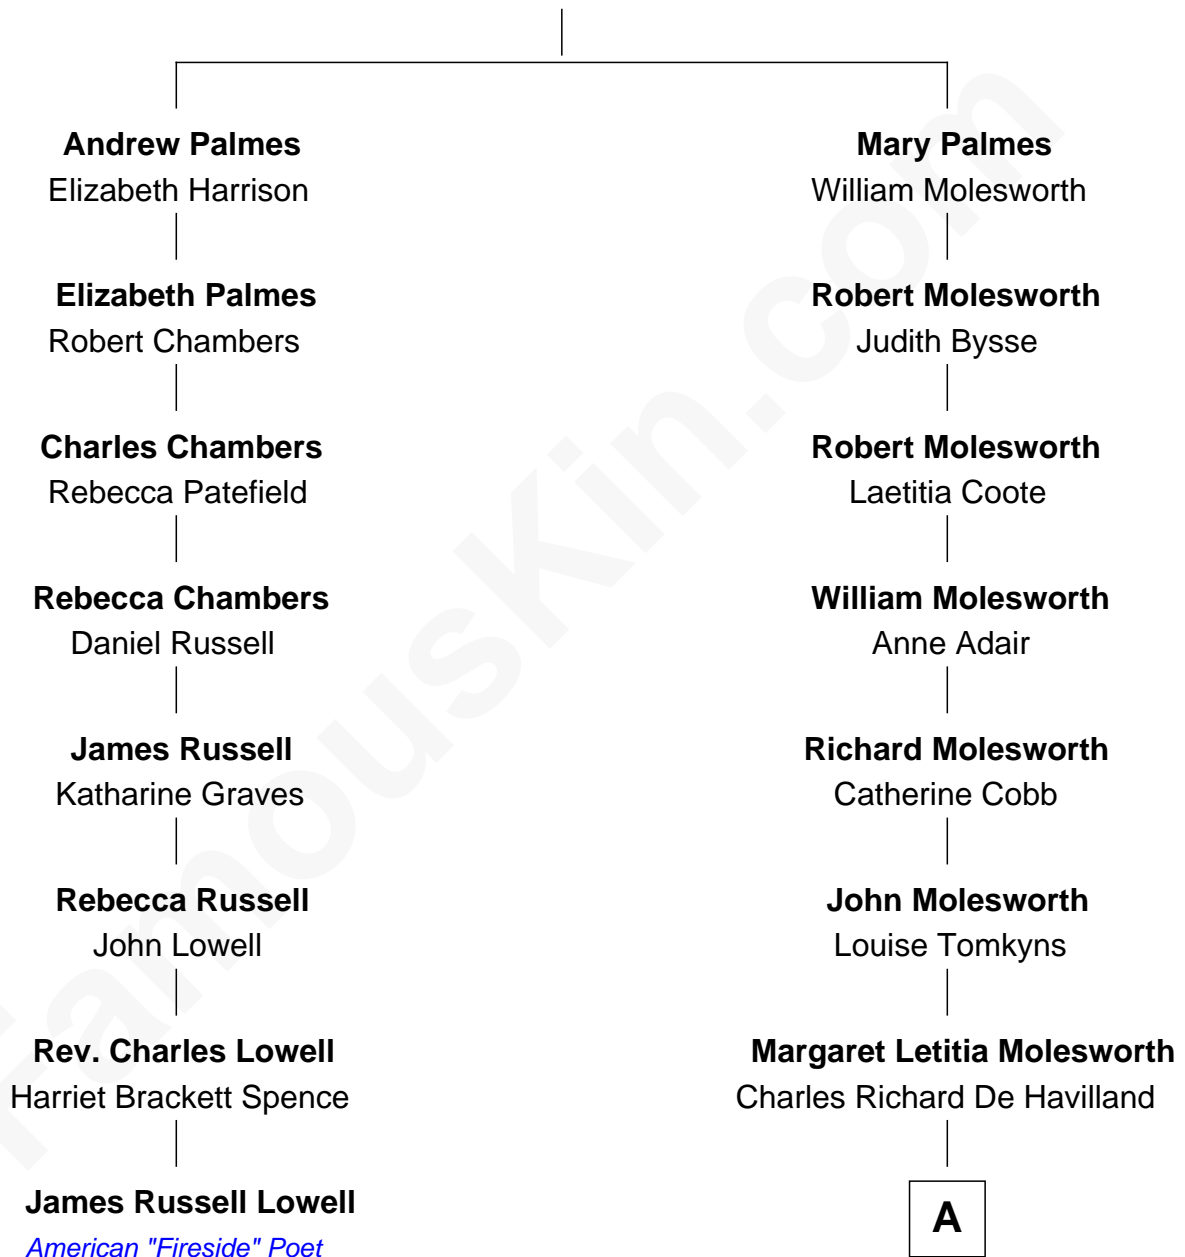 Andrew Palmes
Elizabeth Harrison
Elizabeth Palmes
Robert Chambers
Charles Chambers
Rebecca Patefield
Rebecca Chambers
Daniel Russell
James Russell
Katharine Graves
Rebecca Russell
John Lowell
Rev. Charles Lowell
Harriet Brackett Spence
James Russell Lowell
American "Fireside" Poet
Mary Palmes
William Molesworth
Robert Molesworth
Judith Bysse
Robert Molesworth
Laetitia Coote
William Molesworth
Anne Adair
Richard Molesworth
Catherine Cobb
John Molesworth
Louise Tomkyns
Margaret Letitia Molesworth
Charles Richard De Havilland
A
FamousKin.com